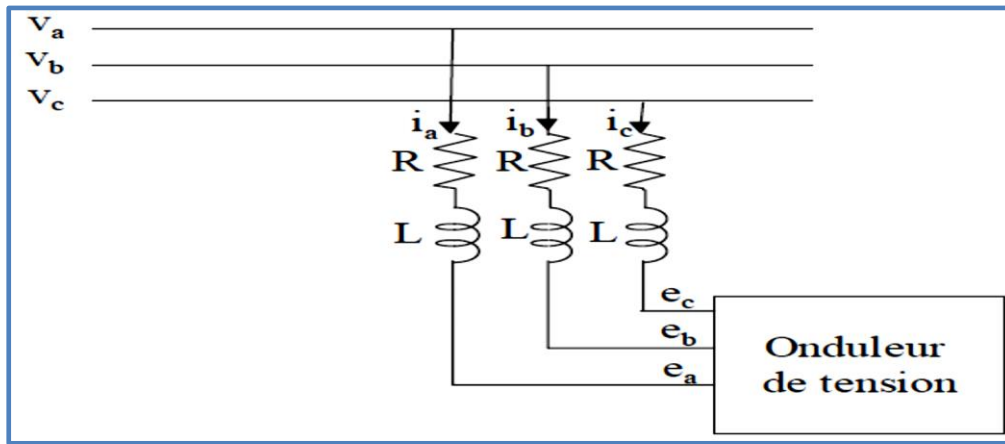 Va
Vb
Vc
ia ib ic
R R R
L L L
ec
eb
ea
Onduleur
de tension